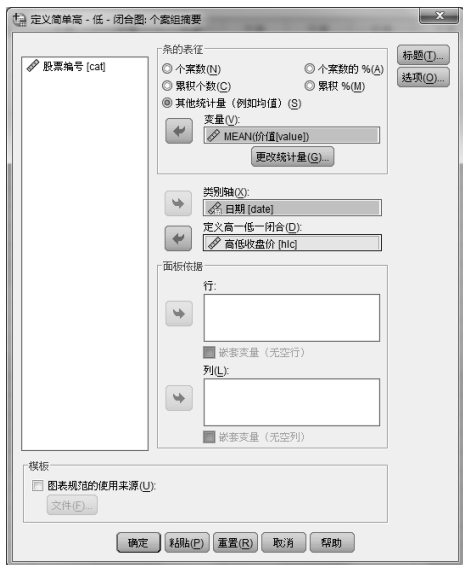 定义简单高 - 低 - 闭合图: 个案组摘要
股票编号 [cat]
条的表征
个案数(N)
个案数的 %(A)
累积个数(C)
累积 %(M)
其他统计量（例如均值）(S)
变量(V):
MEAN(价值[value])
更改统计量(G)...
标题(T)...
选项(O)...
类别轴(X):
日期 [date]
定义高一低一闭合(D):
高低收盘价 [hlc]
面板依据
行:
嵌套变量（无空行）
列(L):
嵌套变量（无空列）
模板
图表规范的使用来源(U):
文件(F)...
确定
粘贴(P)
重置(R)
取消
帮助